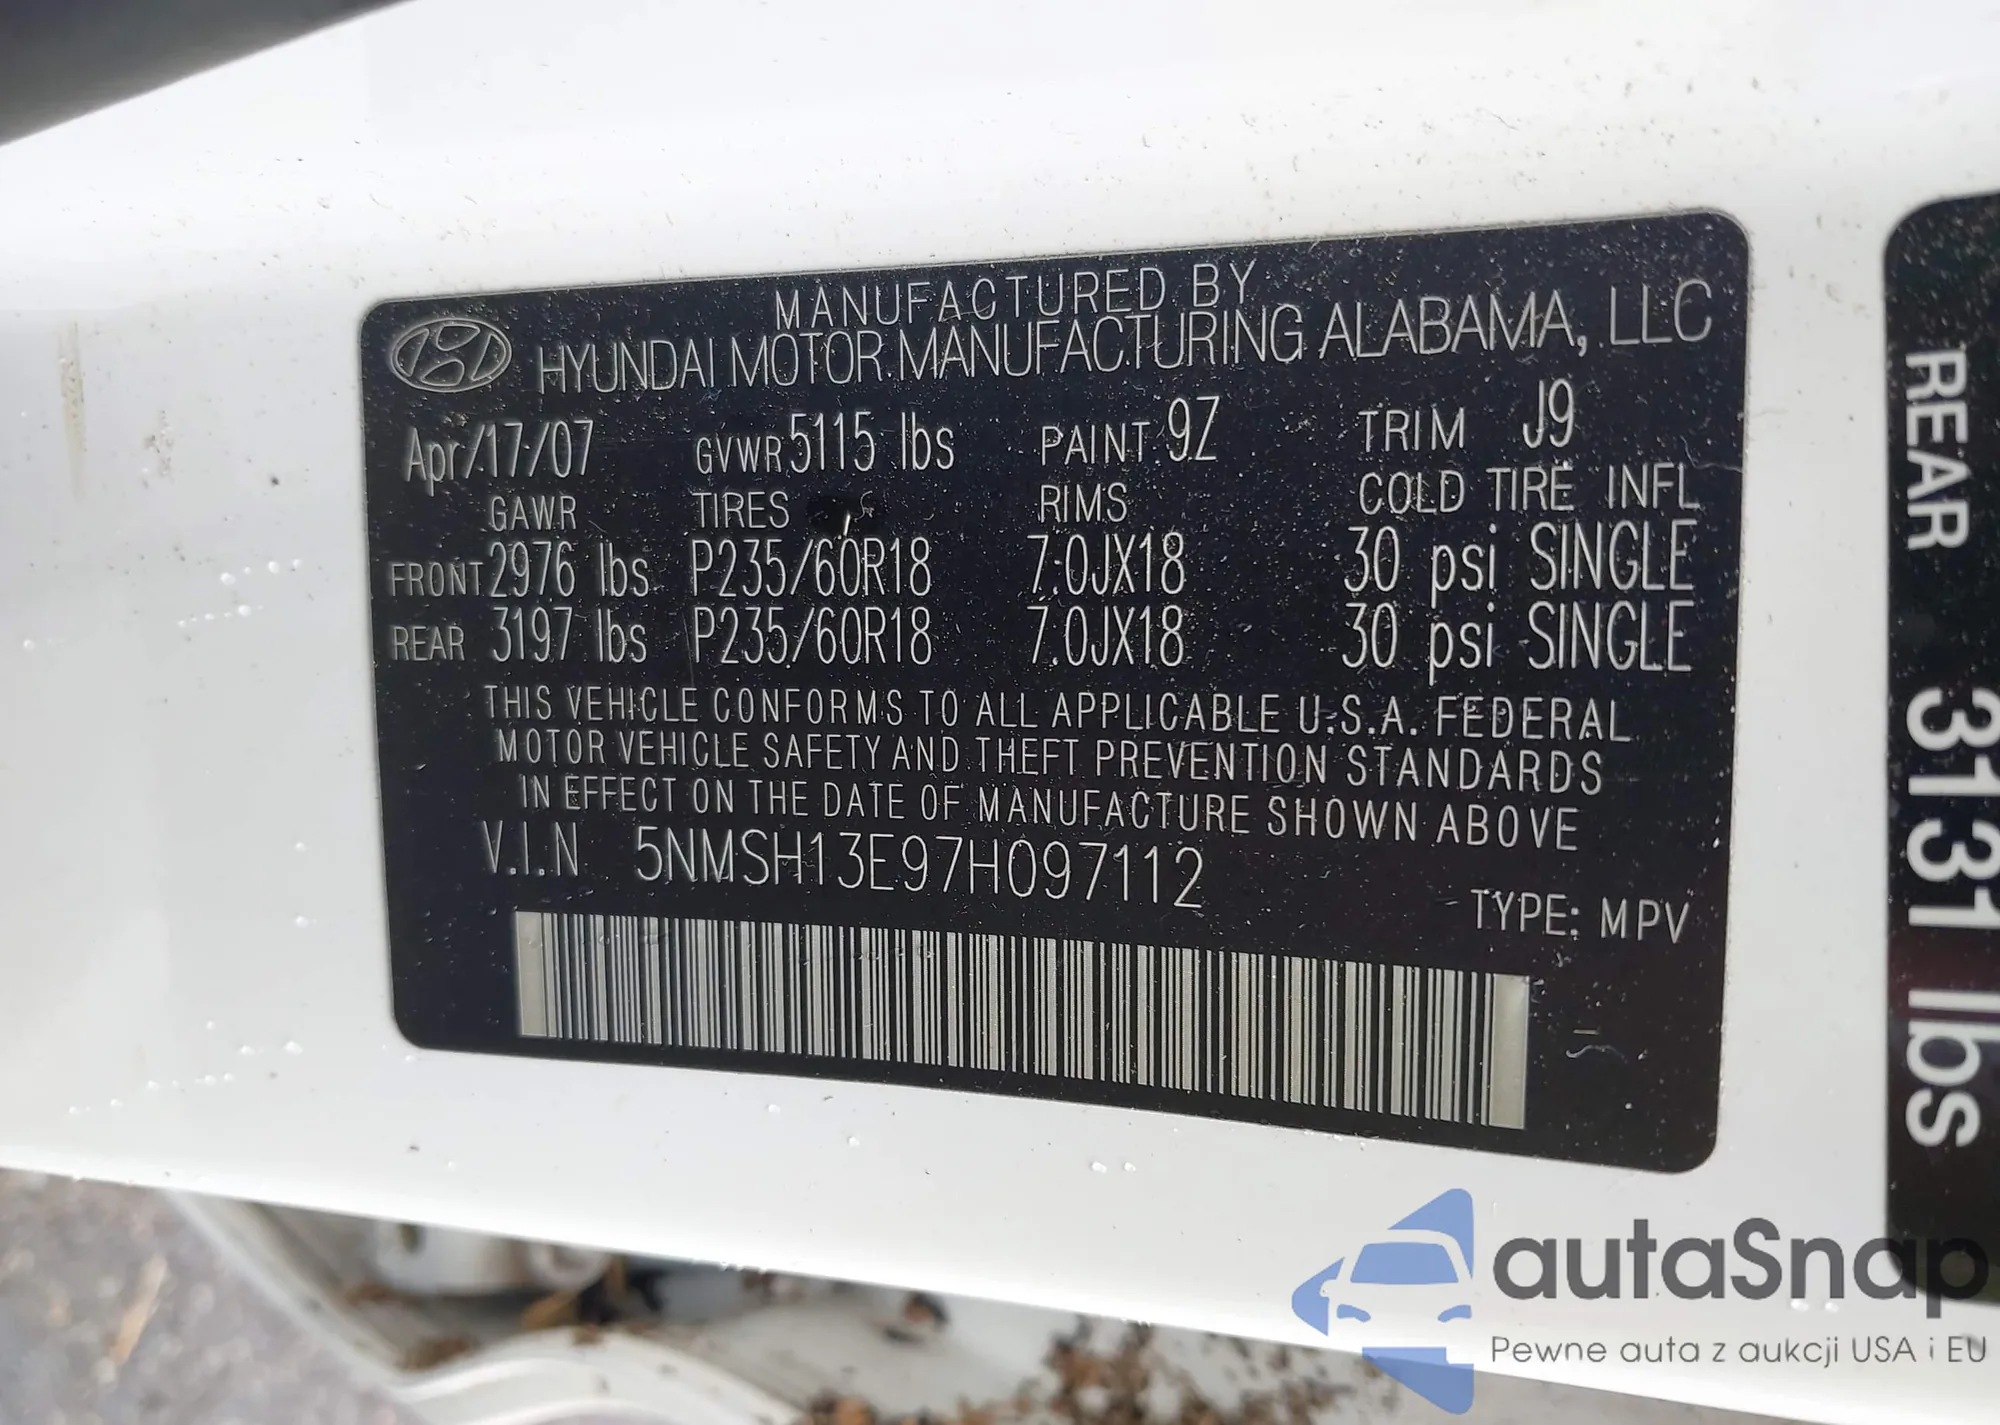 MANUFACTURED BY
HYUNDAI MOTOR MANUFACTURING ALABAMA, LLC
Apr/17/07 GVWR 5115 lbs PAINT 9Z TRIM J9
GAWR TIRES RIMS COLD TIRE INFL
FRONT 2976 lbs P235/60R18 7.0JX18 30 psi SINGLE
REAR 3197 lbs P235/60R18 7.0JX18 30 psi SINGLE
THIS VEHICLE CONFORMS TO ALL APPLICABLE U.S.A. FEDERAL
MOTOR VEHICLE SAFETY AND THEFT PREVENTION STANDARDS
IN EFFECT ON THE DATE OF MANUFACTURE SHOWN ABOVE
V.I.N 5NMSH13E97H097112
TYPE: MPV
REAR 3131 lbs
autaSnap
Pewne auta z aukcji USA i EU